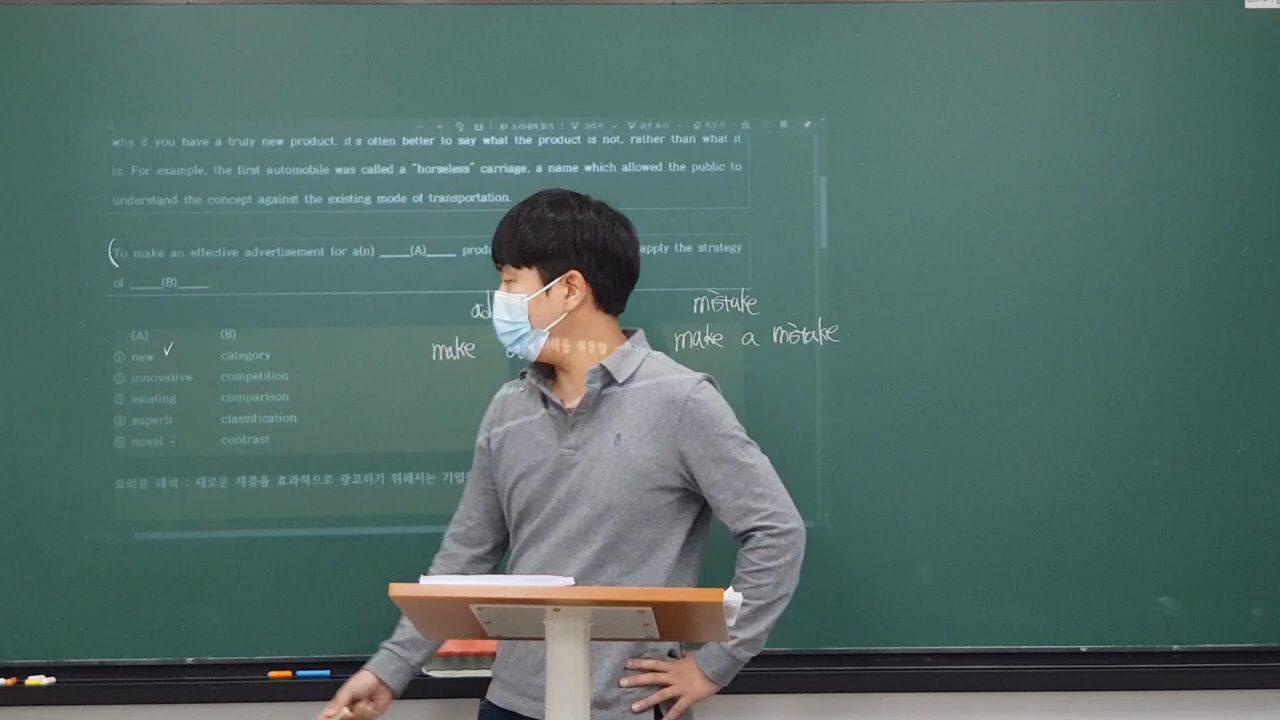 why if you have a truly new product, it's often better to say what the product is not, rather than what it
is. For example, the first automobile was called a "horseless" carriage, a name which allowed the public to
understand the concept against the existing mode of transportation.
To make an effective advertisement for a(n) ____(A)____ apply the strategy
of ____(B)____
mistake
make a mistake.
make
(A) (B)
① new ✓ category
② innovative competition
③ existing comparison
④ superb classification
⑤ novel contrast
요약문 해석 : 새로운 제품을 효과적으로 광고하기 위해서는